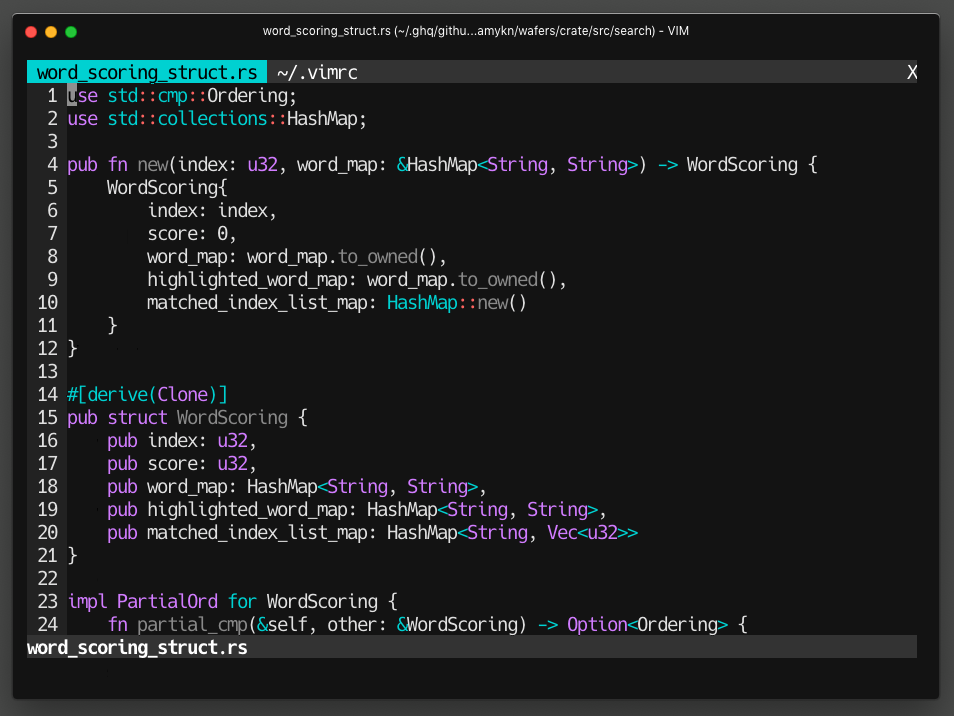 word_scoring_struct.rs (~/.ghq/githu...amykn/wafers/crate/src/search) - VIM
word_scoring_struct.rs ~/.vimrc X
1 use std::cmp::Ordering;
2 use std::collections::HashMap;
3
4 pub fn new(index: u32, word_map: &HashMap<String, String>) -> WordScoring {
5     WordScoring{
6         index: index,
7         score: 0,
8         word_map: word_map.to_owned(),
9         highlighted_word_map: word_map.to_owned(),
10         matched_index_list_map: HashMap::new()
11     }
12 }
13
14 #[derive(Clone)]
15 pub struct WordScoring {
16     pub index: u32,
17     pub score: u32,
18     pub word_map: HashMap<String, String>,
19     pub highlighted_word_map: HashMap<String, String>,
20     pub matched_index_list_map: HashMap<String, Vec<u32>>
21 }
22
23 impl PartialOrd for WordScoring {
24     fn partial_cmp(&self, other: &WordScoring) -> Option<Ordering> {
word_scoring_struct.rs